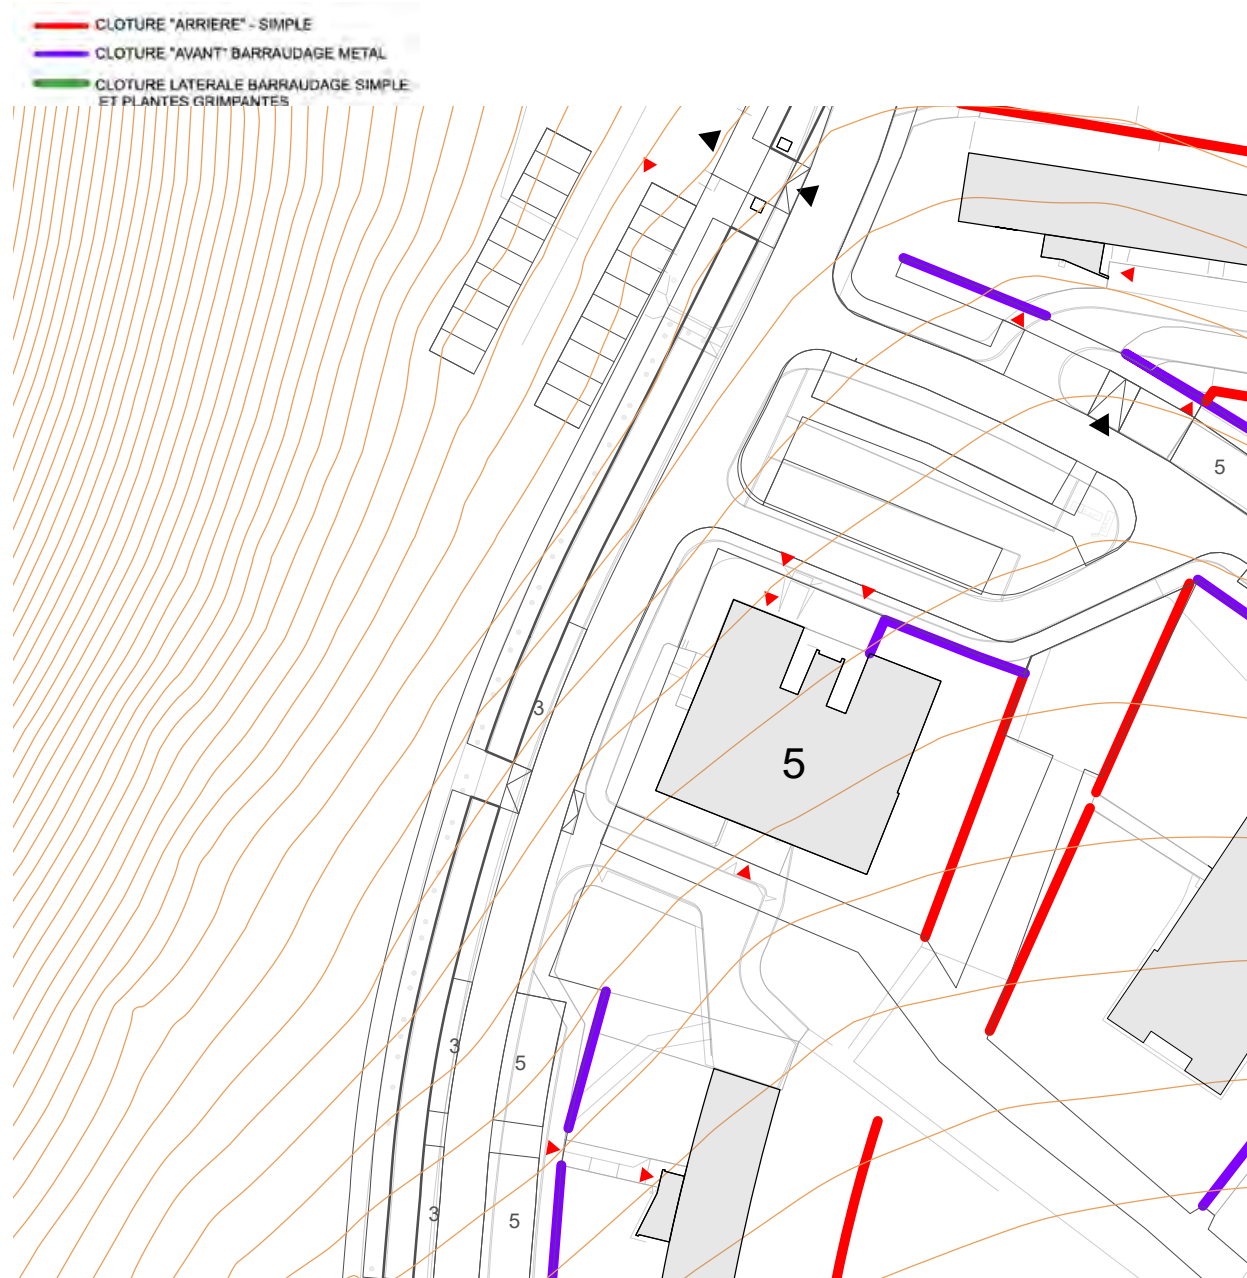 CLOTURE "ARRIERE" - SIMPLE
CLOTURE "AVANT" BARRAUDAGE METAL
CLOTURE LATERALE BARRAUDAGE SIMPLE
ET PLANTES GRIMPANTES
5
3
5
3
5
3
5